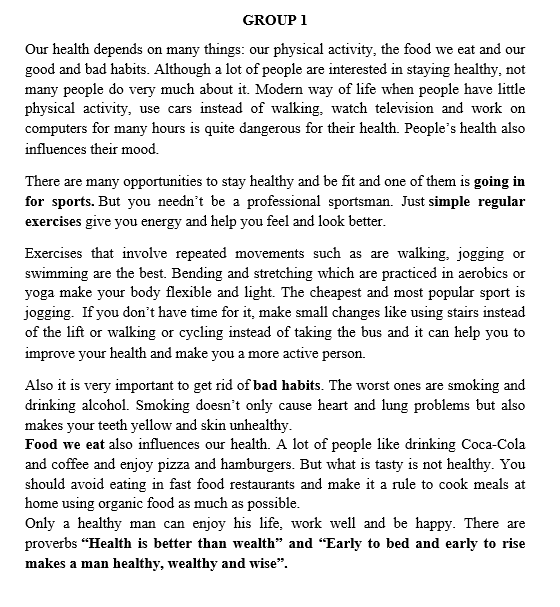 GROUP 1
Our health depends on many things: our physical activity, the food we eat and our
good and bad habits. Although a lot of people are interested in staying healthy, not
many people do very much about it. Modern way of life when people have little
physical activity, use cars instead of walking, watch television and work on
computers for many hours is quite dangerous for their health. People’s health also
influences their mood.
There are many opportunities to stay healthy and be fit and one of them is going in
for sports. But you needn’t be a professional sportsman. Just simple regular
exercises give you energy and help you feel and look better.
Exercises that involve repeated movements such as are walking, jogging or
swimming are the best. Bending and stretching which are practiced in aerobics or
yoga make your body flexible and light. The cheapest and most popular sport is
jogging. If you don’t have time for it, make small changes like using stairs instead
of the lift or walking or cycling instead of taking the bus and it can help you to
improve your health and make you a more active person.
Also it is very important to get rid of bad habits. The worst ones are smoking and
drinking alcohol. Smoking doesn’t only cause heart and lung problems but also
makes your teeth yellow and skin unhealthy.
Food we eat also influences our health. A lot of people like drinking Coca-Cola
and coffee and enjoy pizza and hamburgers. But what is tasty is not healthy. You
should avoid eating in fast food restaurants and make it a rule to cook meals at
home using organic food as much as possible.
Only a healthy man can enjoy his life, work well and be happy. There are
proverbs “Health is better than wealth” and “Early to bed and early to rise
makes a man healthy, wealthy and wise”.